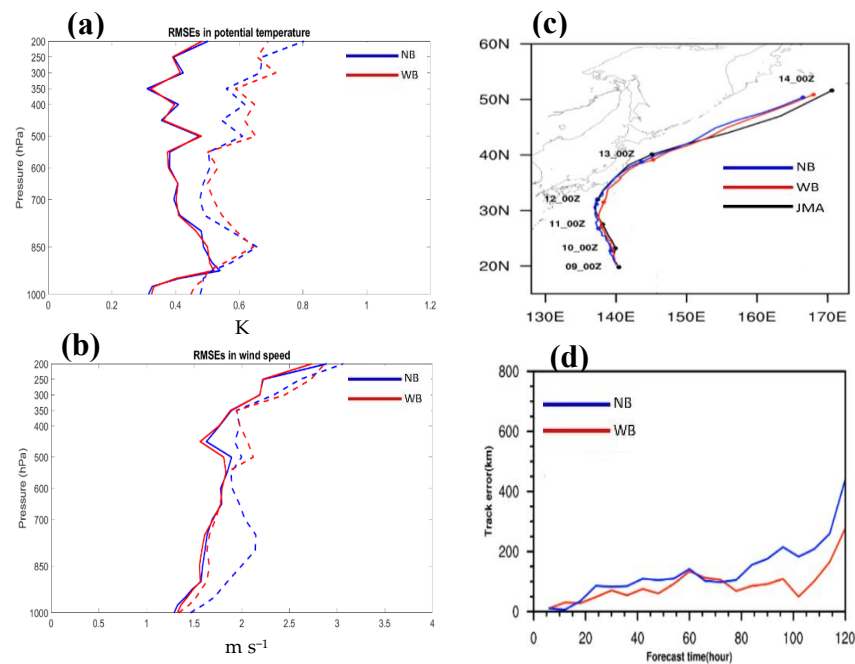 (a)
RMSEs in potential temperature
200
250
300
350
400
500
600
700
850
1000
Pressure (hPa)
NB
WB
0
0.2
0.4
0.6
0.8
1
1.2
K
(b)
RMSEs in wind speed
200
250
300
350
400
500
600
700
850
1000
Pressure (hPa)
NB
WB
0
0.5
1
1.5
2
2.5
3
3.5
4
m s⁻¹
(c)
60N
50N
40N
30N
20N
14_00Z
13_00Z
12_00Z
11_00Z
10_00Z
09_00Z
NB
WB
JMA
130E
140E
150E
160E
170E
(d)
800
600
400
200
0
Track error(km)
NB
WB
0
20
40
60
80
100
120
Forecast time(hour)